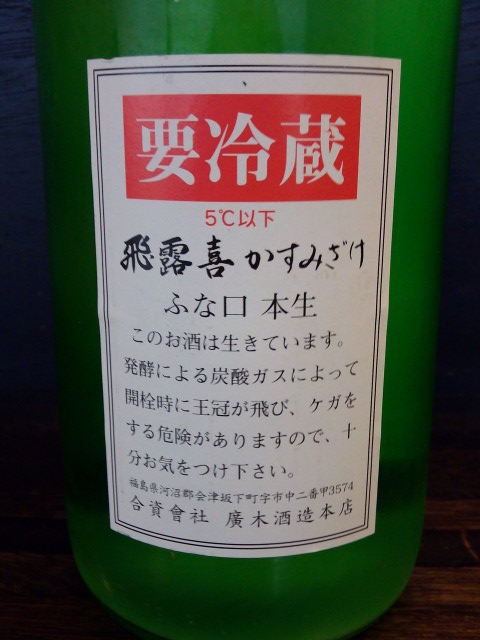 要冷蔵
5℃以下
飛露喜 かすみざけ
ふな口 本生
このお酒は生きています。
発酵による炭酸ガスによって
開栓時に王冠が飛び、ケガを
する危険がありますので、十
分お気をつけ下さい。
福島県河沼郡会津坂下町字市中二番甲3574
合資會社 廣木酒造本店